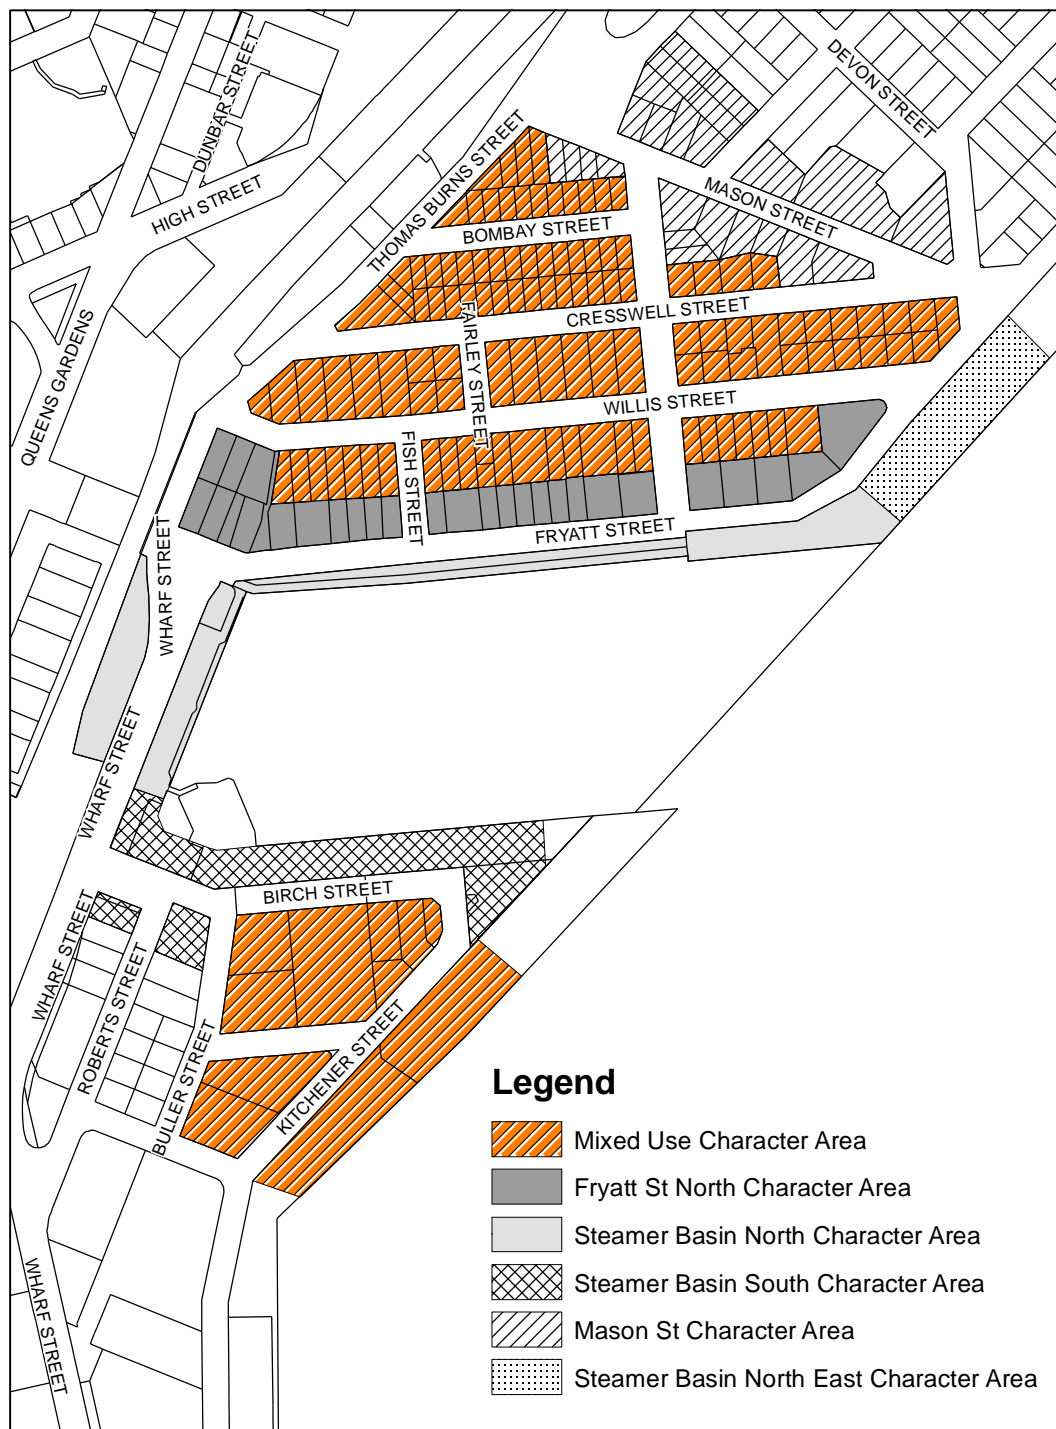 DEVON STREET
DUNBAR STREET
HIGH STREET
THOMAS BURNS STREET
MASON STREET
BOMBAY STREET
CRESSWELL STREET
FAIRLEY STREET
QUEENS GARDENS
WILLIS STREET
FISH STREET
FRYATT STREET
WHARF STREET
WHARF STREET
BIRCH STREET
WHARF STREET
ROBERTS STREET
BULLER STREET
KITCHENER STREET
WHARF STREET
Legend
Mixed Use Character Area
Fryatt St North Character Area
Steamer Basin North Character Area
Steamer Basin South Character Area
Mason St Character Area
Steamer Basin North East Character Area